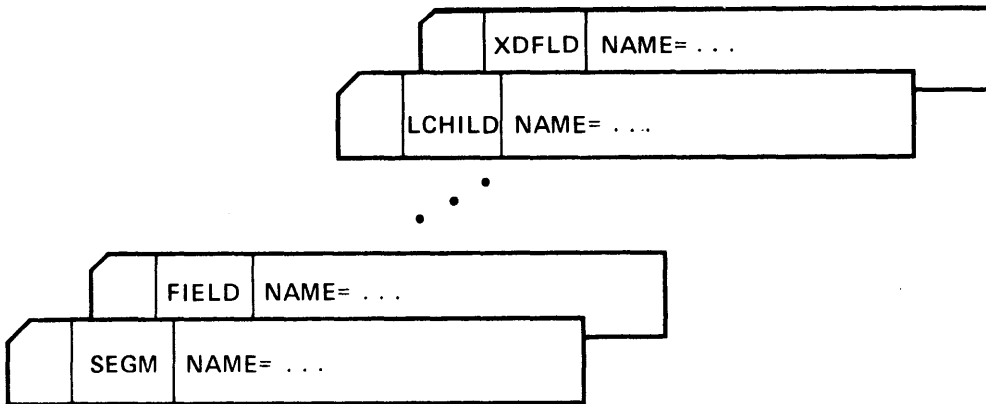 XDFLD NAME= . . .
LCHILD NAME= . . .
FIELD NAME= . . .
SEGM NAME= . . .